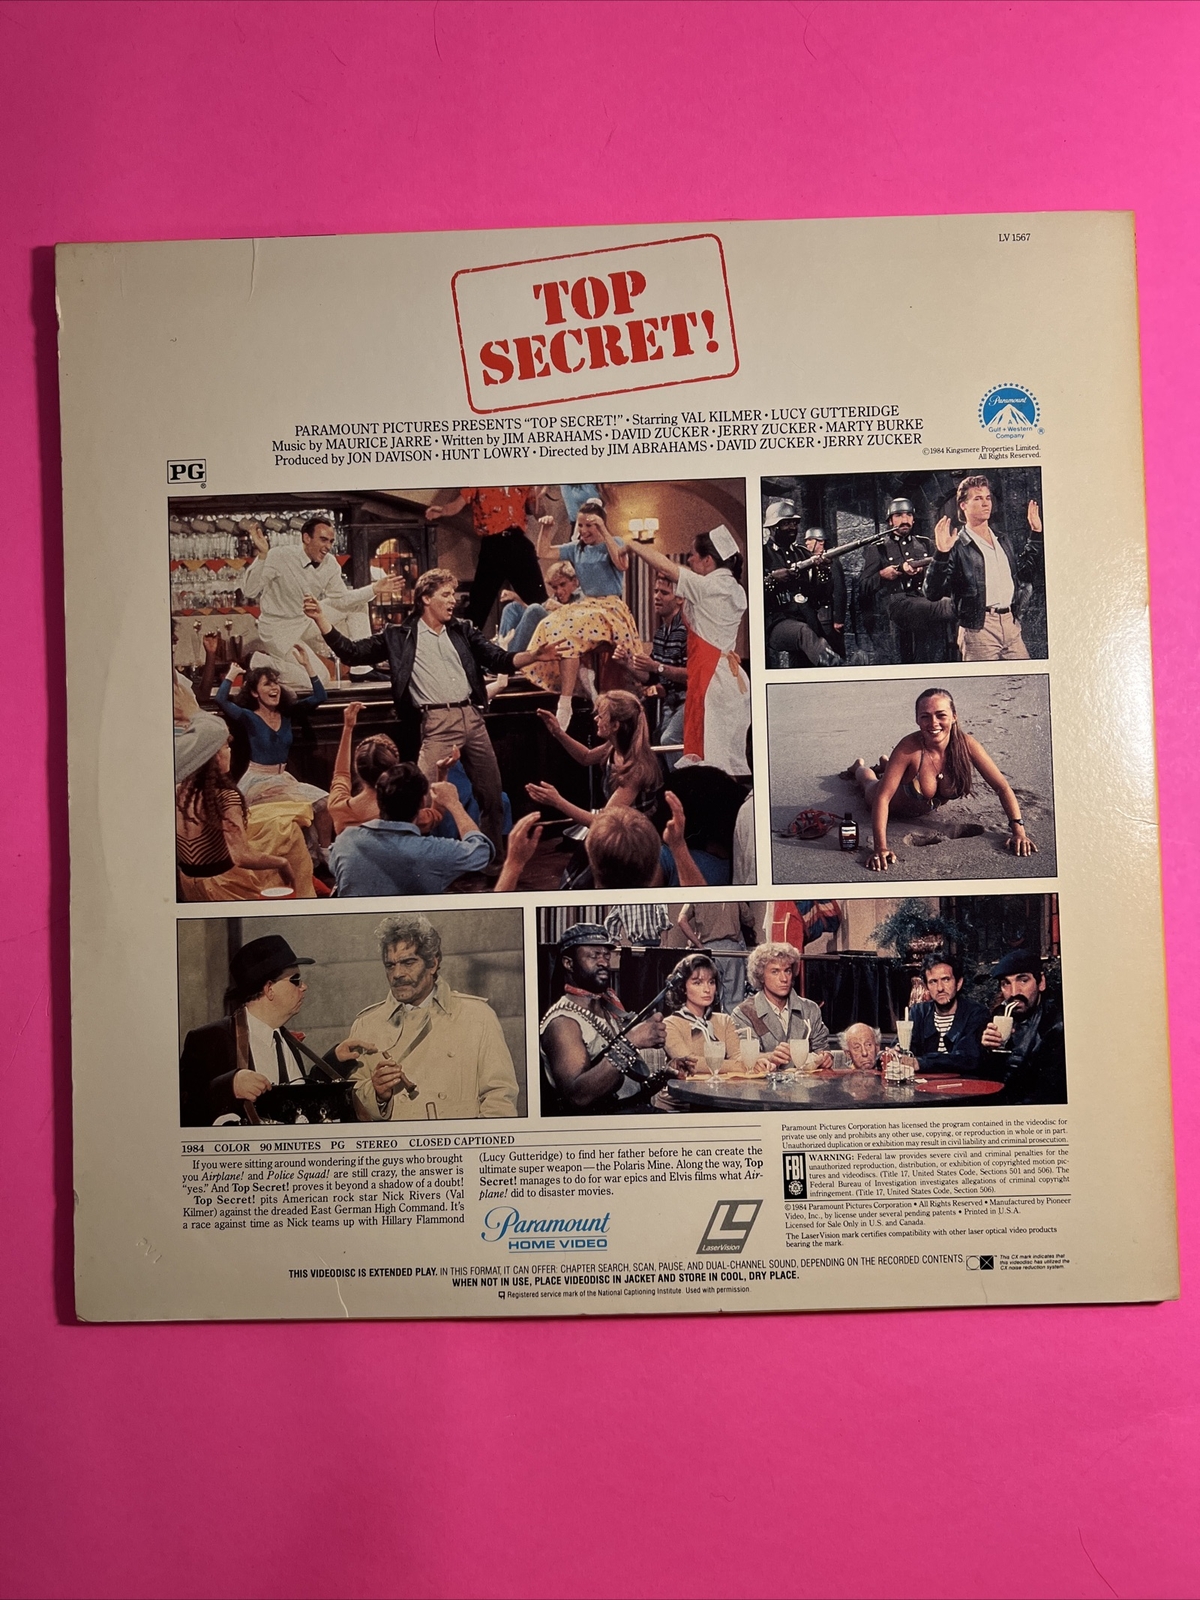 LV 1567
TOP
SECRET!
PARAMOUNT PICTURES PRESENTS “TOP SECRET!” • Starring VAL KILMER • LUCY GUTTERIDGE
Music by MAURICE JARRE • Written by JIM ABRAHAMS • DAVID ZUCKER • JERRY ZUCKER • MARTY BURKE
Produced by JON DAVISON • HUNT LOWRY • Directed by JIM ABRAHAMS • DAVID ZUCKER • JERRY ZUCKER
Paramount
A
Gulf + Western
Company
®
©1984 Kingsmere Properties Limited.
All Rights Reserved.
PG
®
1984 COLOR 90 MINUTES PG STEREO CLOSED CAPTIONED
If you were sitting around wondering if the guys who brought
you Airplane! and Police Squad! are still crazy, the answer is
“yes.” And Top Secret! proves it beyond a shadow of a doubt!
Top Secret! pits American rock star Nick Rivers (Val
Kilmer) against the dreaded East German High Command. It’s
a race against time as Nick teams up with Hillary Flammond
(Lucy Gutteridge) to find her father before he can create the
ultimate super weapon—the Polaris Mine. Along the way, Top
Secret! manages to do for war epics and Elvis films what Air-
plane! did to disaster movies.
Paramount
HOME VIDEO
LaserVision
Paramount Pictures Corporation has licensed the program contained in the videodisc for
private use only and prohibits any other use, copying, or reproduction in whole or in part.
Unauthorized duplication or exhibition may result in civil liability and criminal prosecution.
FBI
WARNING: Federal law provides severe civil and criminal penalties for the
unauthorized reproduction, distribution, or exhibition of copyrighted motion pic-
tures and videodiscs. (Title 17, United States Code, Sections 501 and 506). The
Federal Bureau of Investigation investigates allegations of criminal copyright
infringement. (Title 17, United States Code, Section 506).
©1984 Paramount Pictures Corporation • All Rights Reserved • Manufactured by Pioneer
Video, Inc., by license under several pending patents • Printed in U.S.A.
Licensed for Sale Only in U.S. and Canada.
The LaserVision mark certifies compatibility with other laser optical video products
bearing the mark.
THIS VIDEODISC IS EXTENDED PLAY. IN THIS FORMAT, IT CAN OFFER: CHAPTER SEARCH, SCAN, PAUSE, AND DUAL-CHANNEL SOUND, DEPENDING ON THE RECORDED CONTENTS.
WHEN NOT IN USE, PLACE VIDEODISC IN JACKET AND STORE IN COOL, DRY PLACE.
This CX mark indicates that
this videodisc has utilized the
CX noise reduction system.
Registered service mark of the National Captioning Institute. Used with permission.